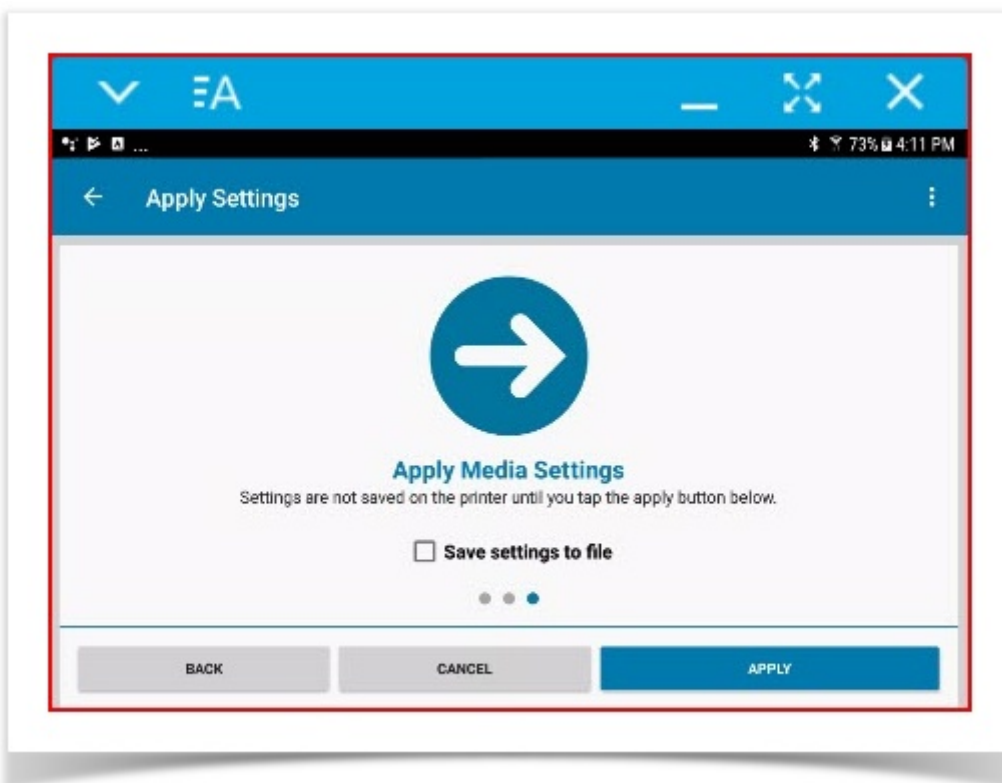 A
... 73% 4:11 PM
Apply Settings
Apply Media Settings
Settings are not saved on the printer until you tap the apply button below.
Save settings to file
BACK CANCEL APPLY